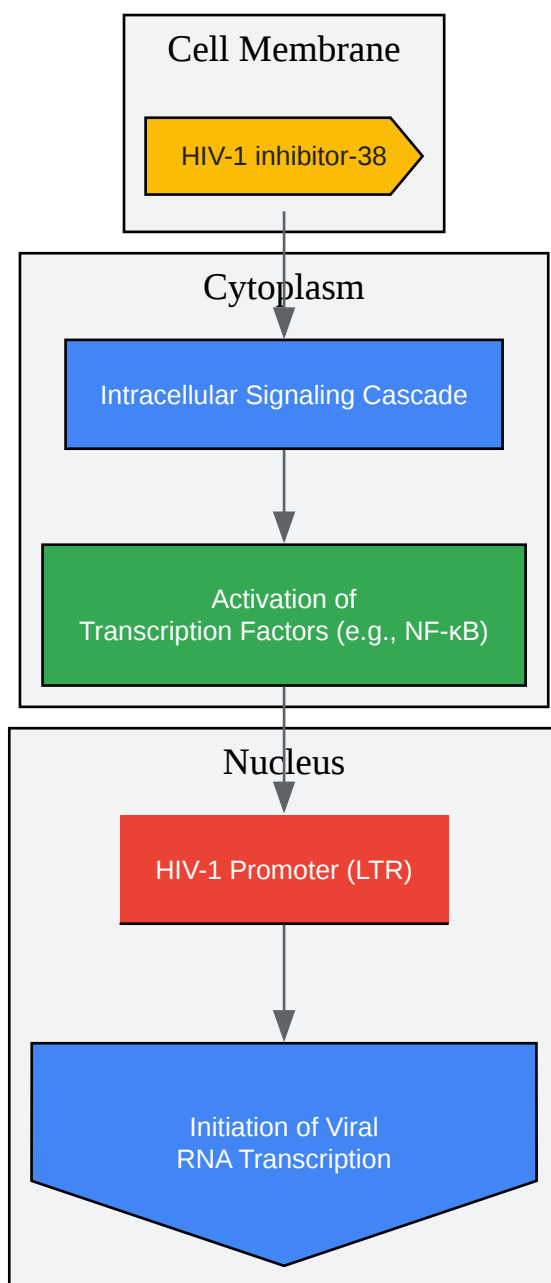 Cell Membrane
HIV-1 inhibitor-38
Cytoplasm
Intracellular Signaling Cascade
Activation of
Transcription Factors (e.g., NF-κB)
Nucleus
HIV-1 Promoter (LTR)
Initiation of Viral
RNA Transcription